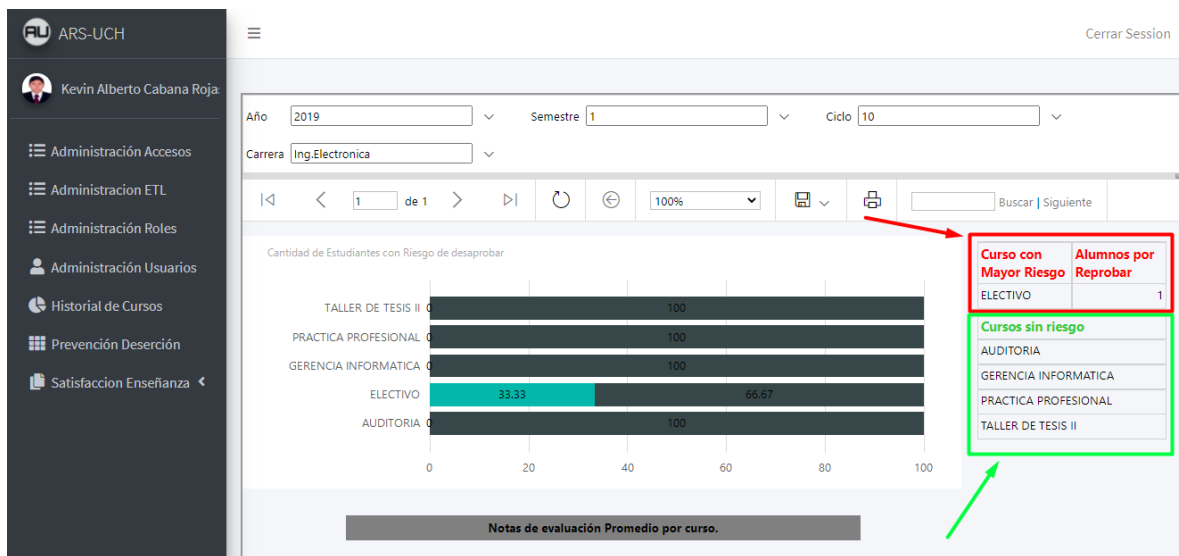 AU ARS-UCH
Cerrar Session
Kevin Alberto Cabana Roja
Administración Accesos
Administracion ETL
Administración Roles
Administración Usuarios
Historial de Cursos
Prevención Deserción
Satisfaccion Enseñanza
Año 2019 Semestre 1 Ciclo 10
Carrera Ing.Electronica
1 de 1 100% Buscar | Siguiente
Cantidad de Estudiantes con Riesgo de desaprobar
TALLER DE TESIS II 0 100
PRACTICA PROFESIONAL 0 100
GERENCIA INFORMATICA 0 100
ELECTIVO 33.33 66.67
AUDITORIA 0 100
0 20 40 60 80 100
Curso con Mayor Riesgo
Alumnos por Reprobar
ELECTIVO 1
Cursos sin riesgo
AUDITORIA
GERENCIA INFORMATICA
PRACTICA PROFESIONAL
TALLER DE TESIS II
Notas de evaluación Promedio por curso.